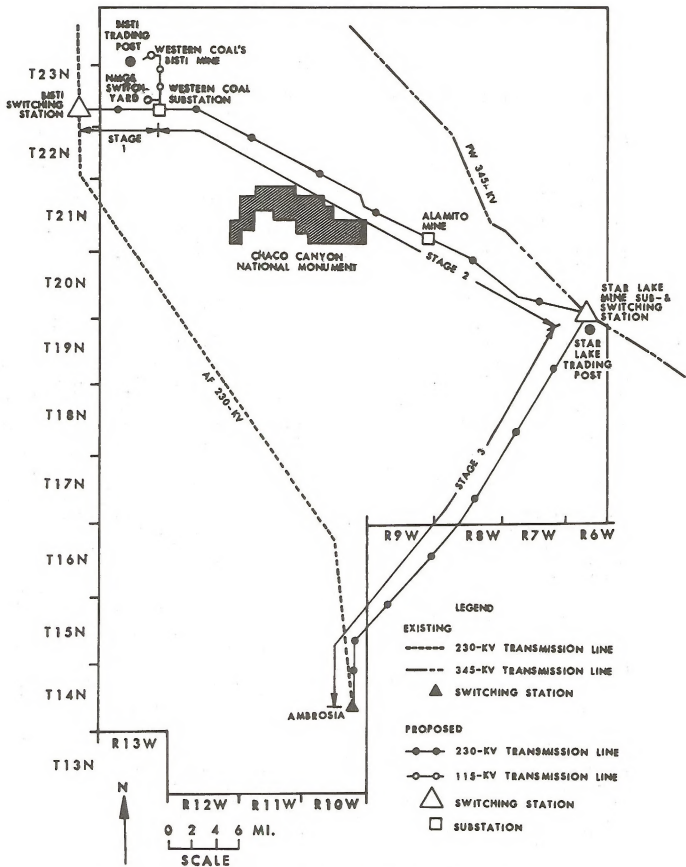 BISTI
TRADING
POST
WESTERN COAL'S
BISTI MINE
T23N
NMGS
SWITCH-
YARD
WESTERN COAL
SUBSTATION
BISTI
SWITCHING
STATION
STAGE
1
T22N
FW 345-KV
T21N
ALAMITO
MINE
CHACO CANYON
NATIONAL MONUMENT
STAGE 2
T20N
STAR LAKE
MINE SUB-&
SWITCHING
STATION
T19N
STAR
LAKE
TRADING
POST
AF 230-KV
T18N
STAGE 3
T17N
R9W
R8W
R7W
R6W
T16N
LEGEND
EXISTING
T15N
230-KV TRANSMISSION LINE
345-KV TRANSMISSION LINE
T14N
SWITCHING STATION
AMBROSIA
PROPOSED
R13W
230-KV TRANSMISSION LINE
T13N
115-KV TRANSMISSION LINE
N
R12W
R11W
R10W
SWITCHING STATION
SUBSTATION
0 2 4 6 MI.
SCALE